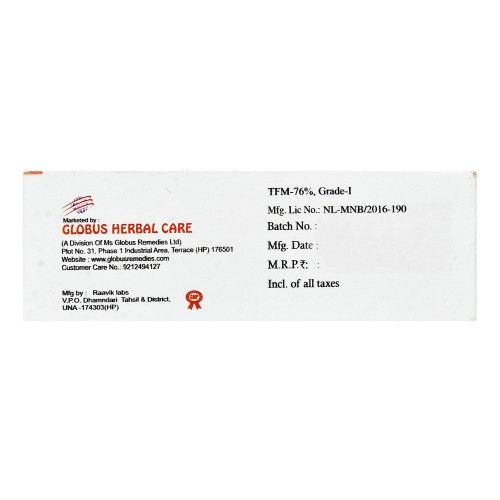 Marketed by :
GLOBUS HERBAL CARE
(A Division Of Ms Globus Remedies Ltd)
Plot No. 31, Phase 1 Industrial Area, Terrace (HP) 176501
Website : www.globusremedies.com
Customer Care No.: 9212494127
Mfg by : Raavik labs
V.P.O. Dhamndari Tahsil & District,
UNA -174303(HP)
GMP
TFM-76%, Grade-I
Mfg. Lic No.: NL-MNB/2016-190
Batch No. :
Mfg. Date :
M.R.P.₹: :
Incl. of all taxes